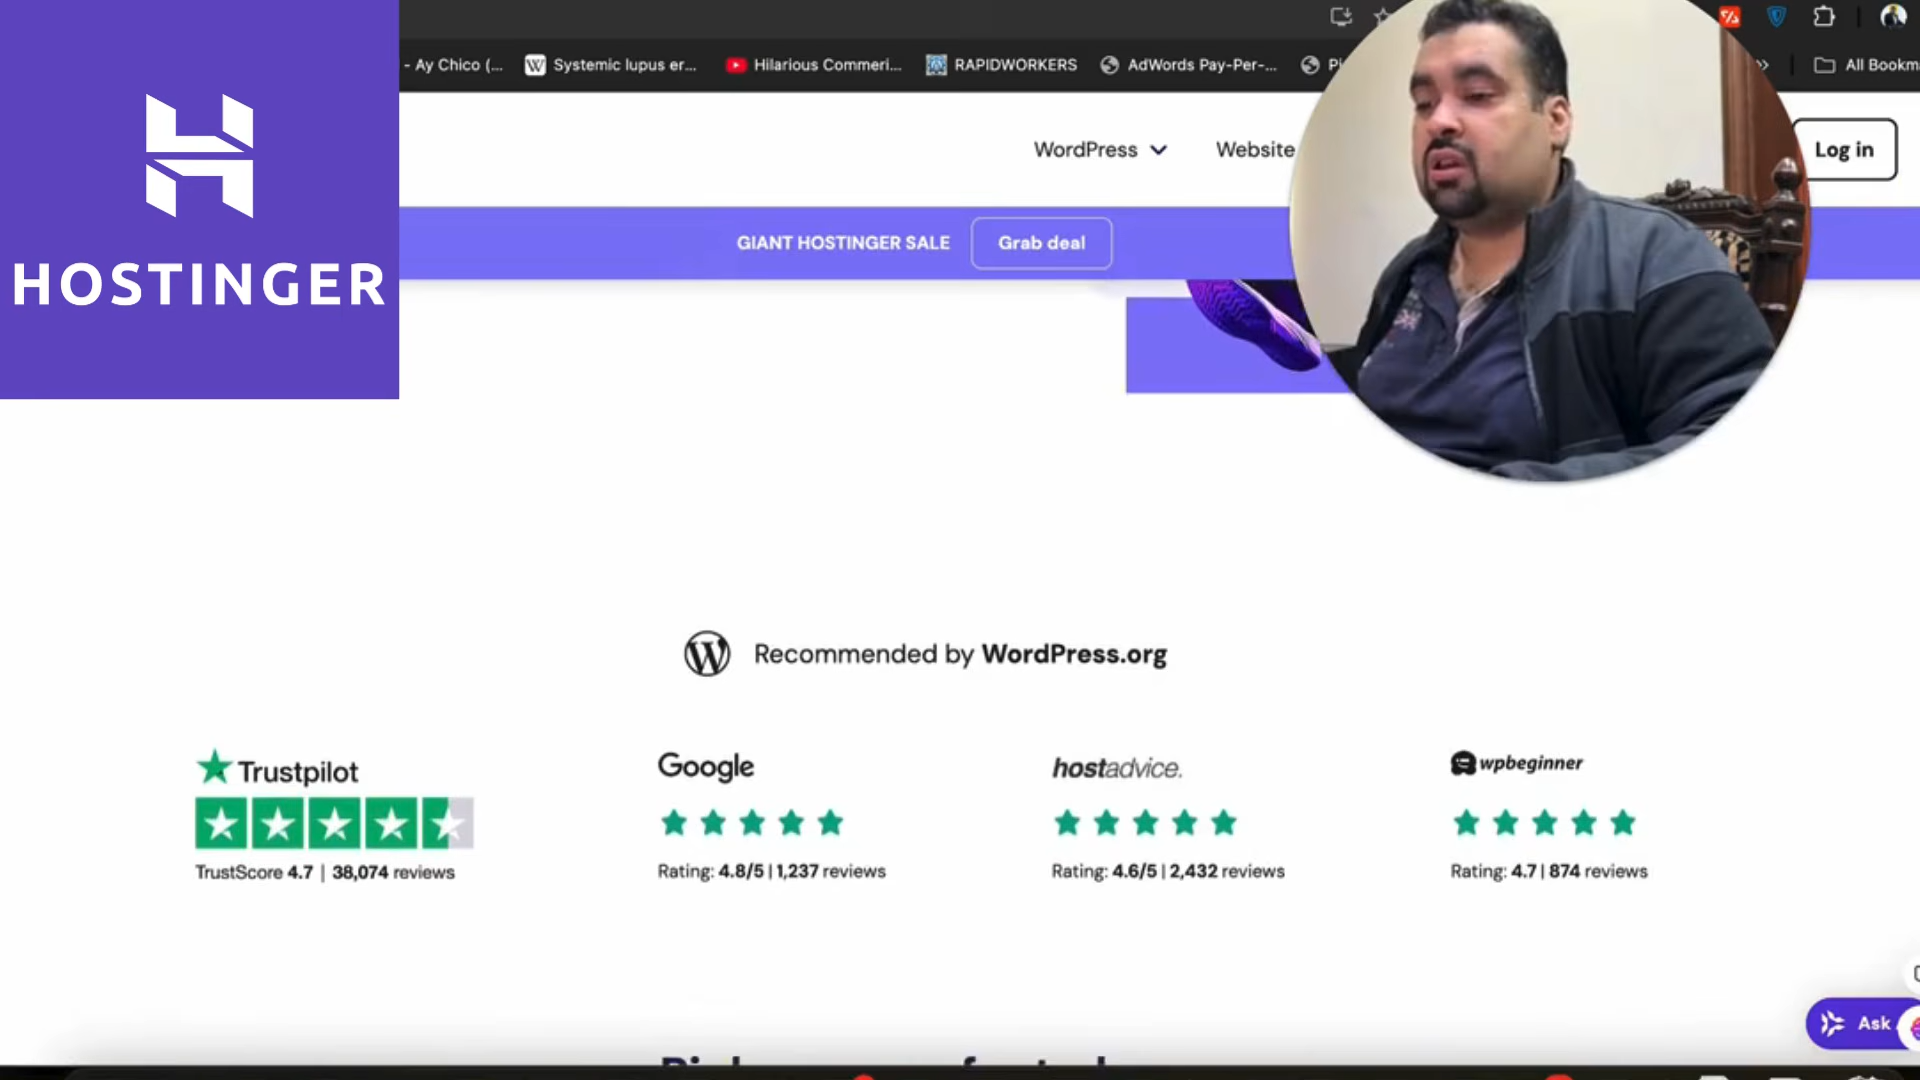 - Ay Chico (...
Systemic lupus er...
Hilarious Commeri...
RAPIDWORKERS
AdWords Pay-Per-...
All Bookma
HOSTINGER
WordPress
Website
Log in
GIANT HOSTINGER SALE
Grab deal
Recommended by WordPress.org
Trustpilot
TrustScore 4.7 | 38,074 reviews
Google
Rating: 4.8/5 | 1,237 reviews
hostadvice.
Rating: 4.6/5 | 2,432 reviews
wpbeginner
Rating: 4.7 | 874 reviews
Ask